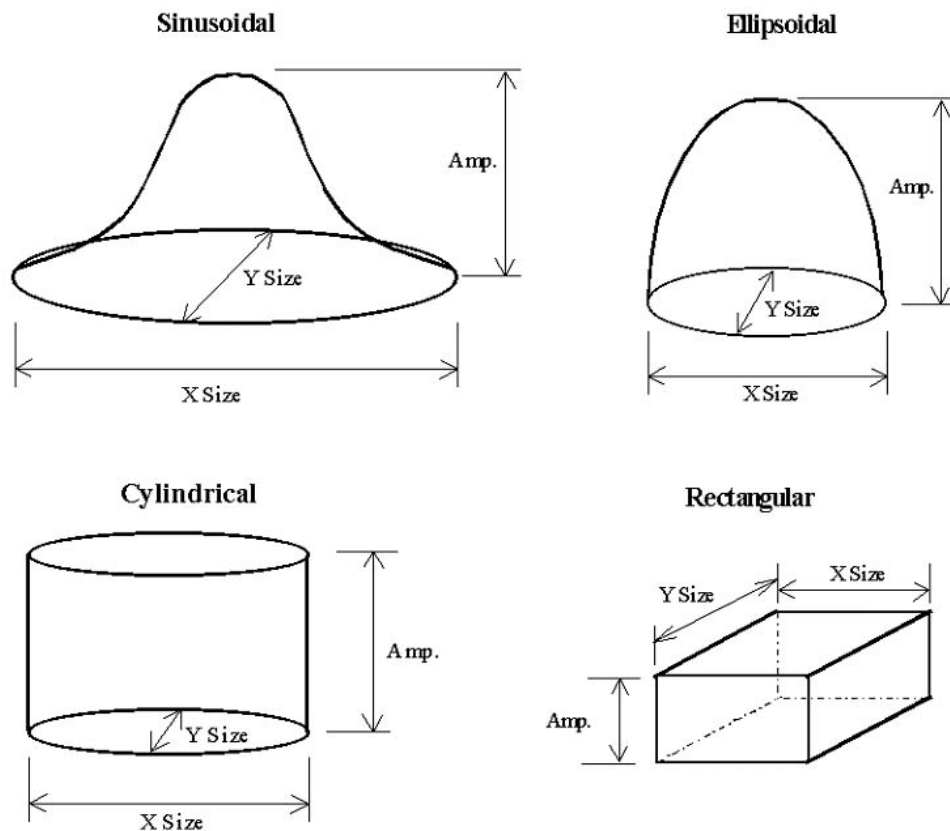 Sinusoidal
Amp.
Y Size
X Size
Ellipsoidal
Amp.
Y Size
X Size
Cylindrical
Amp.
Y Size
X Size
Rectangular
X Size
Y Size
Amp.